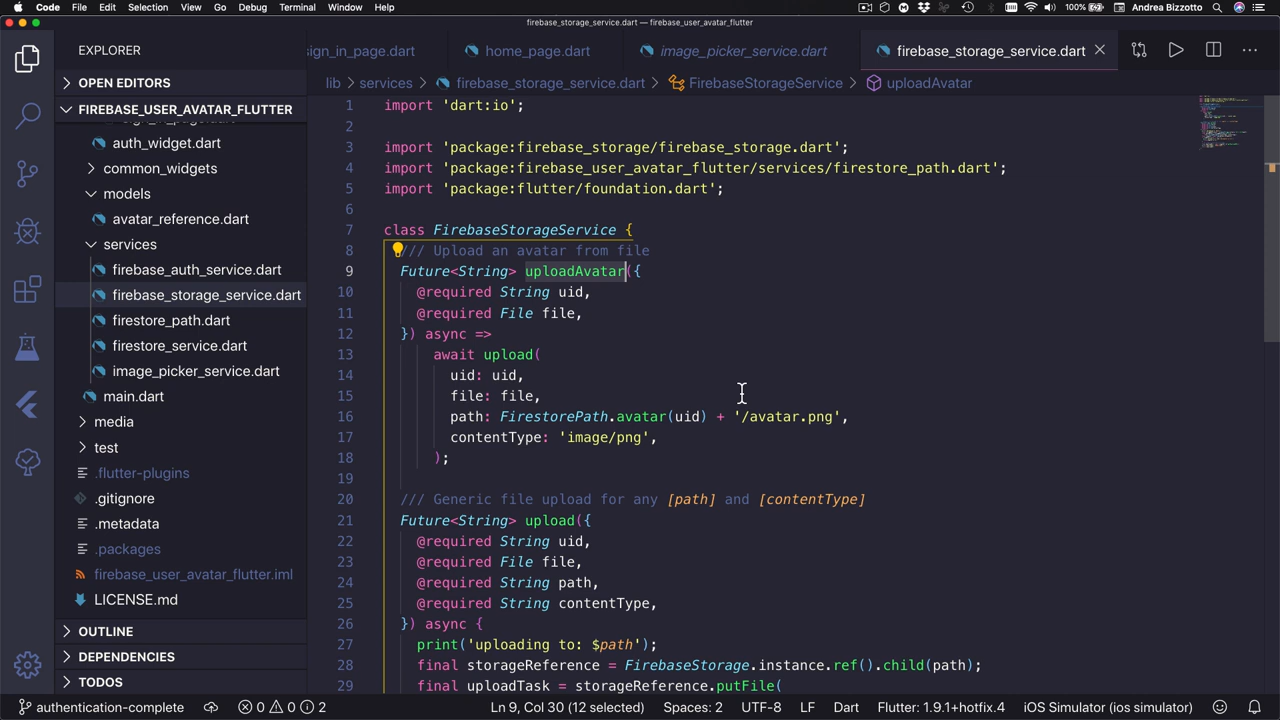 Code File Edit Selection View Go Debug Terminal Window Help 100% Andrea Bizzotto
firebase_storage_service.dart — firebase_user_avatar_flutter
EXPLORER
OPEN EDITORS
FIREBASE_USER_AVATAR_FLUTTER
auth_widget.dart
common_widgets
models
avatar_reference.dart
services
firebase_auth_service.dart
firebase_storage_service.dart
firestore_path.dart
firestore_service.dart
image_picker_service.dart
main.dart
media
test
.flutter-plugins
.gitignore
.metadata
.packages
firebase_user_avatar_flutter.iml
LICENSE.md
OUTLINE
DEPENDENCIES
TODOS
sign_in_page.dart home_page.dart image_picker_service.dart firebase_storage_service.dart
lib > services > firebase_storage_service.dart > FirebaseStorageService > uploadAvatar
1 import 'dart:io';
2
3 import 'package:firebase_storage/firebase_storage.dart';
4 import 'package:firebase_user_avatar_flutter/services/firestore_path.dart';
5 import 'package:flutter/foundation.dart';
6
7 class FirebaseStorageService {
8 /// Upload an avatar from file
9 Future<String> uploadAvatar({
10 @required String uid,
11 @required File file,
12 }) async =>
13 await upload(
14 uid: uid,
15 file: file,
16 path: FirestorePath.avatar(uid) + '/avatar.png',
17 contentType: 'image/png',
18 );
19
20 /// Generic file upload for any [path] and [contentType]
21 Future<String> upload({
22 @required String uid,
23 @required File file,
24 @required String path,
25 @required String contentType,
26 }) async {
27 print('uploading to: $path');
28 final storageReference = FirebaseStorage.instance.ref().child(path);
29 final uploadTask = storageReference.putFile(
authentication-complete 0 0 2 Ln 9, Col 30 (12 selected) Spaces: 2 UTF-8 LF Dart Flutter: 1.9.1+hotfix.4 iOS Simulator (ios simulator)